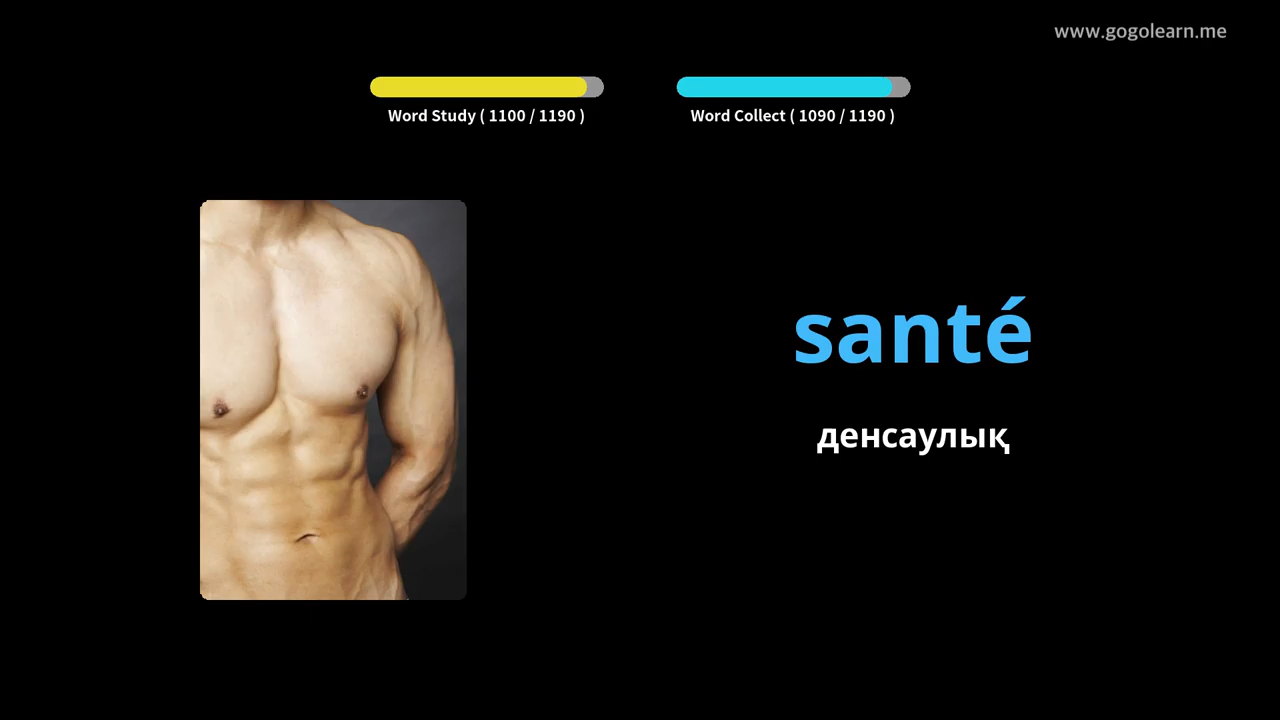 www.gogolearn.me
Word Study ( 1100 / 1190 )
Word Collect ( 1090 / 1190 )
santé
денсаулық